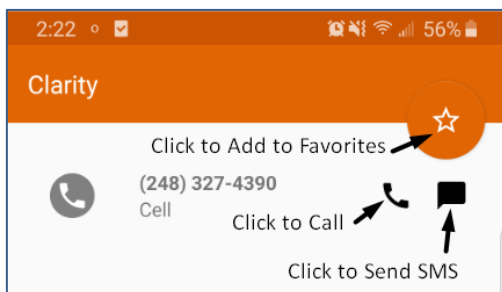 2:22 56%
Clarity
Click to Add to Favorites
(248) 327-4390
Cell
Click to Call
Click to Send SMS